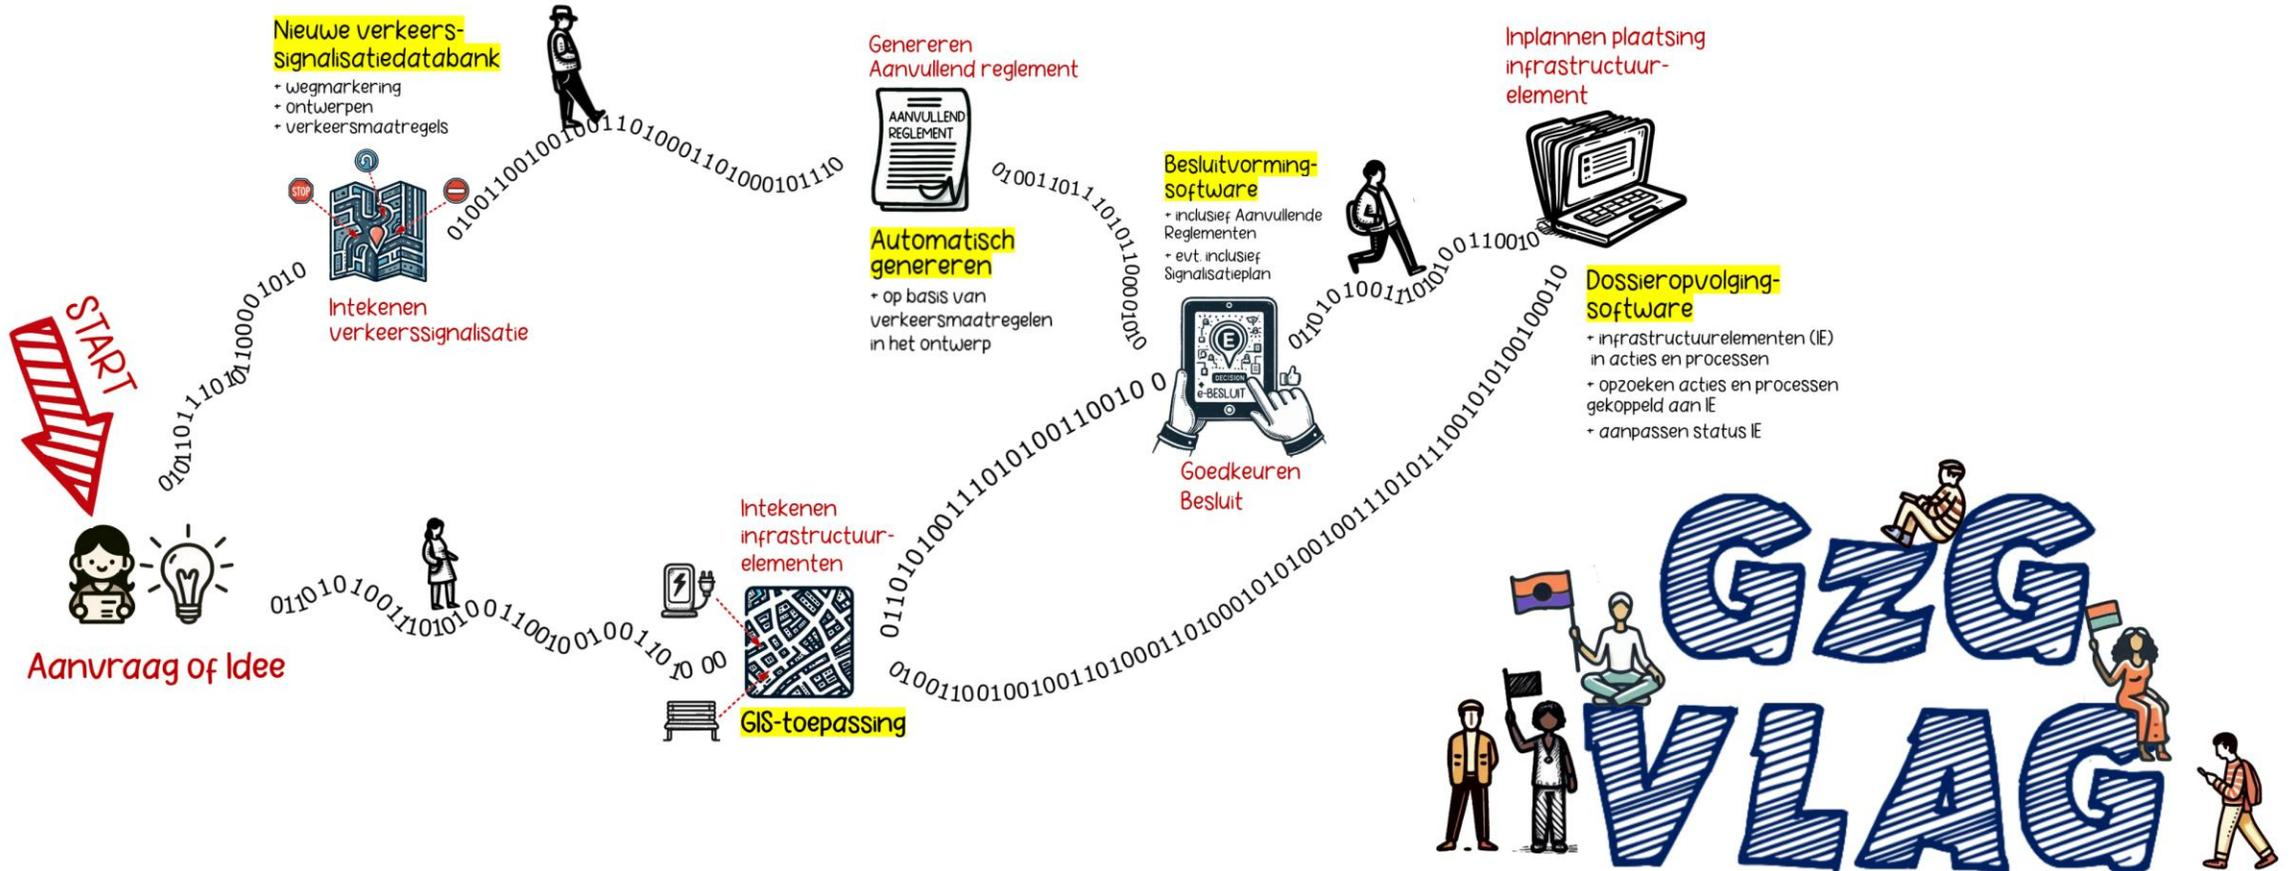 START
Aanvraag of Idee
0101101110101011000001010
Nieuwe verkeers-
signalisatiedatabank
+ wegmarkering
+ ontwerpen
+ verkeersmaatregels
STOP
Intekenen
verkeerssignalisatie
Genereren
Aanvullend reglement
AANVULLEND
REGLEMENT
Automatisch
genereren
+ op basis van
verkeersmaatregelen
in het ontwerp
Besluitvorming-
software
+ inclusief Aanvullende
Reglementen
+ evt. inclusief
Signalisatieplan
E
DECISION
e-BESLUIT
Goedkeuren
Besluit
Inplannen plaatsing
infrastructuur-
element
Dossieropvolging-
software
+ infrastructuurelementen (IE)
in acties en processen
+ opzoeken acties en processen
gekoppeld aan IE
+ aanpassen status IE
Intekenen
infrastructuur-
elementen
GIS-toepassing
GzG
VLAG